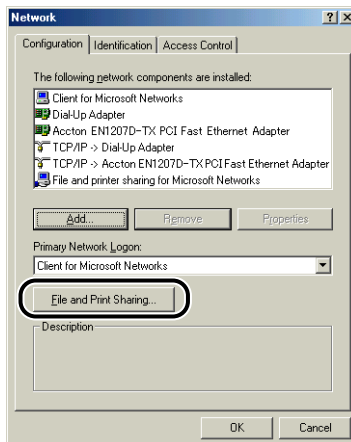 Network
Configuration Identification Access Control
The following network components are installed:
Client for Microsoft Networks
Dial-Up Adapter
Accton EN1207D-TX PCI Fast Ethernet Adapter
TCP/IP -> Dial-Up Adapter
TCP/IP -> Accton EN1207D-TX PCI Fast Ethernet Adapter
File and printer sharing for Microsoft Networks
Add... Remove Properties
Primary Network Logon:
Client for Microsoft Networks
File and Print Sharing...
Description
OK Cancel